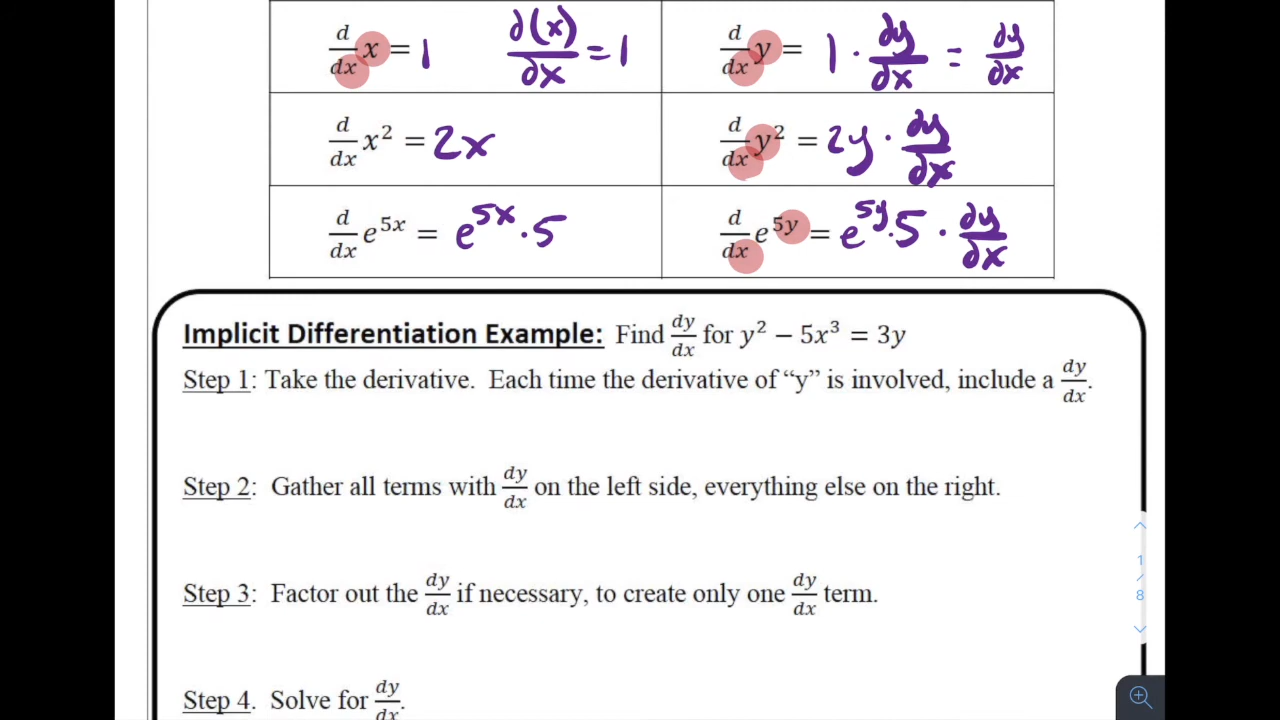 d/dx x = 1    d(x)/dx = 1
d/dx y = 1 · dy/dx = dy/dx
d/dx x² = 2x
d/dx y² = 2y · dy/dx
d/dx e^{5x} = e^{5x} · 5
d/dx e^{5y} = e^{5y} · 5 · dy/dx
Implicit Differentiation Example: Find dy/dx for y² − 5x³ = 3y
Step 1: Take the derivative. Each time the derivative of “y” is involved, include a dy/dx.
Step 2: Gather all terms with dy/dx on the left side, everything else on the right.
Step 3: Factor out the dy/dx if necessary, to create only one dy/dx term.
Step 4. Solve for dy/dx.
1
/
8